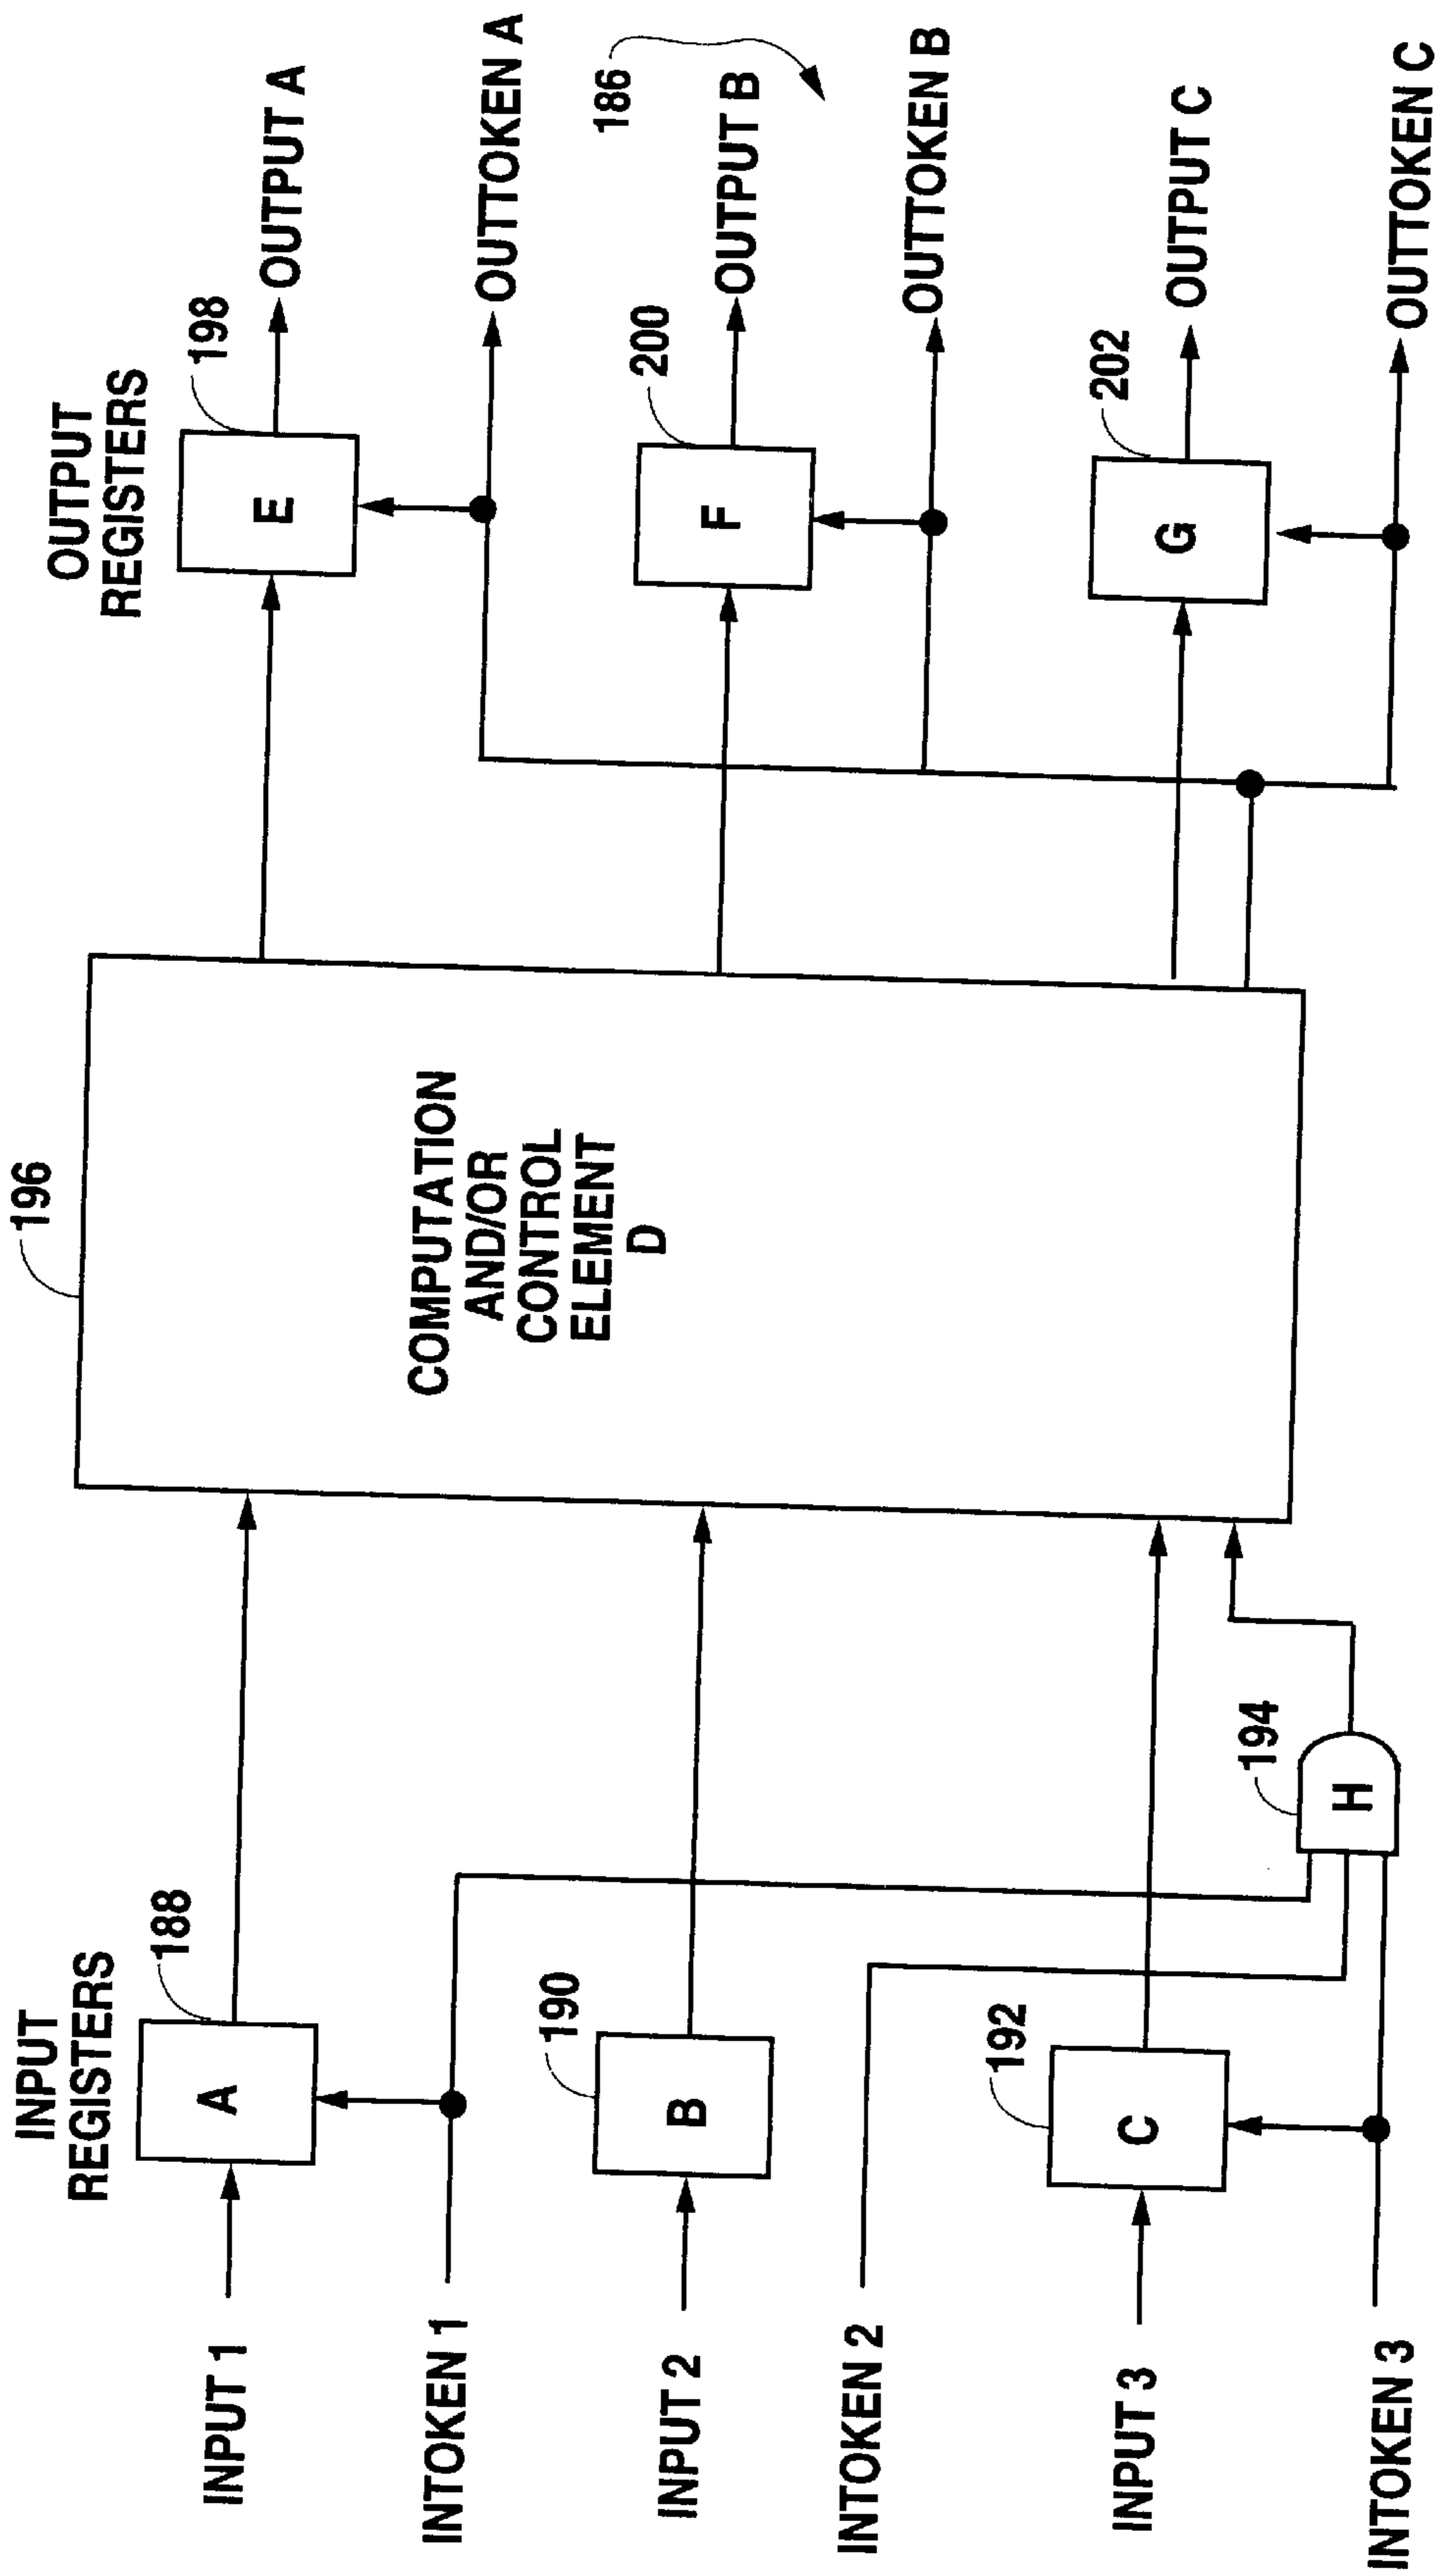 INPUT
REGISTERS
INPUT 1
A
188
INTOKEN 1
INPUT 2
B
190
INTOKEN 2
INPUT 3
C
192
INTOKEN 3
H
194
196
COMPUTATION
AND/OR
CONTROL
ELEMENT
D
OUTPUT
REGISTERS
E
198
OUTPUT A
OUTTOKEN A
186
F
200
OUTPUT B
OUTTOKEN B
G
202
OUTPUT C
OUTTOKEN C